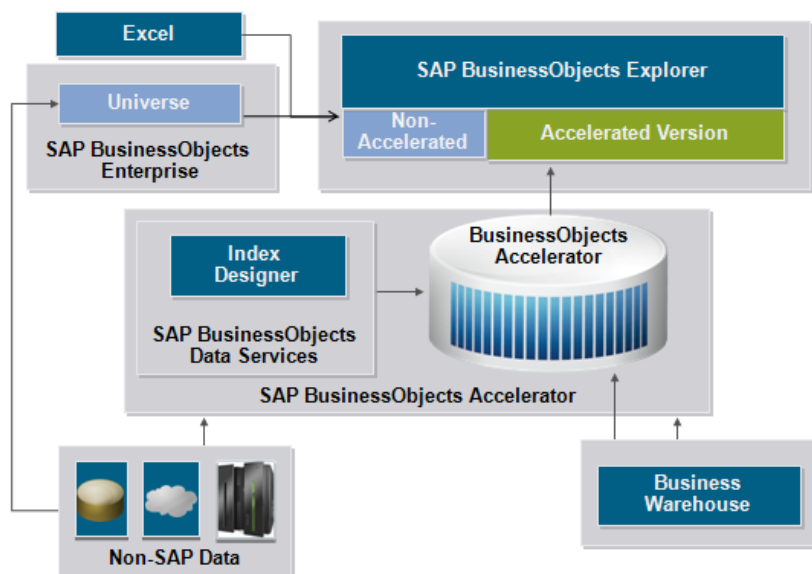 Excel
Universe
SAP BusinessObjects
Enterprise
SAP BusinessObjects Explorer
Non-
Accelerated
Accelerated Version
Index
Designer
SAP BusinessObjects
Data Services
BusinessObjects
Accelerator
SAP BusinessObjects Accelerator
Non-SAP Data
Business
Warehouse